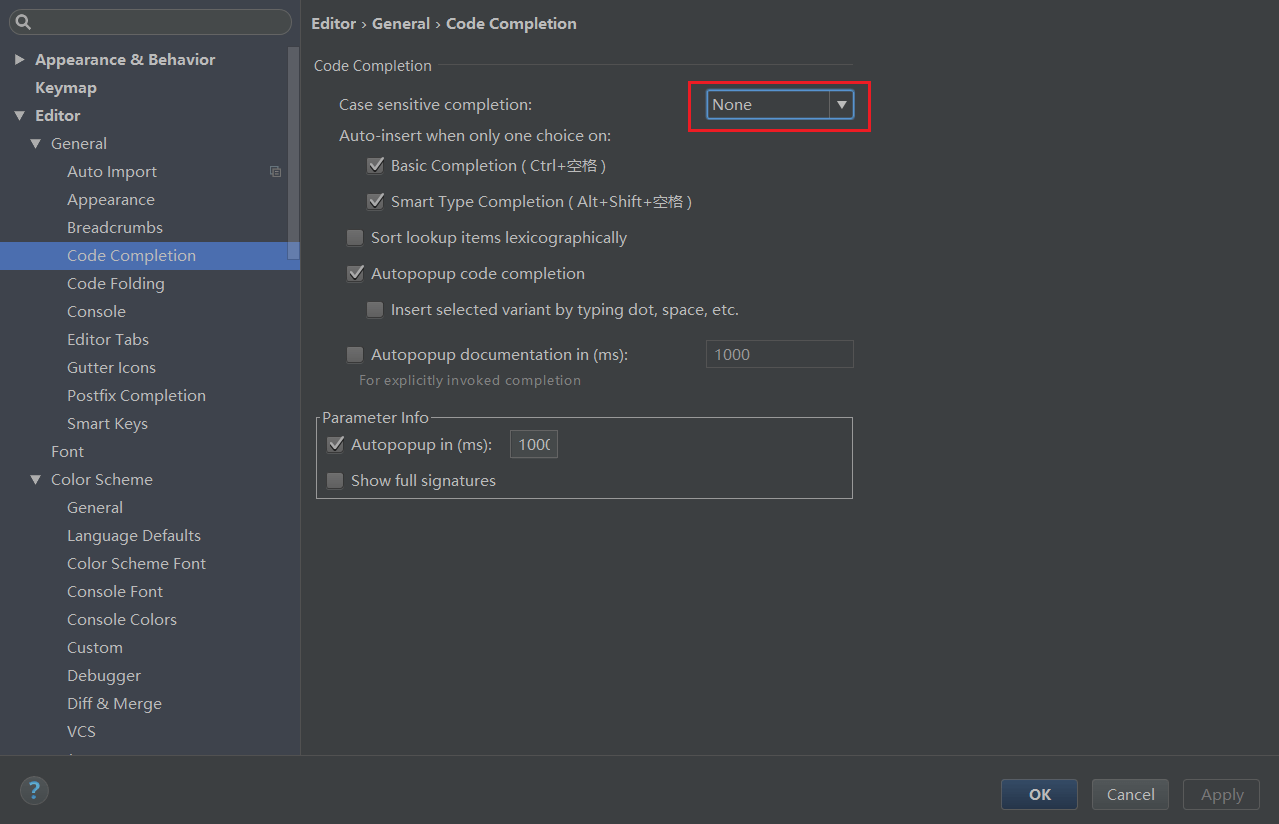 Appearance & Behavior
Keymap
Editor
General
Auto Import
Appearance
Breadcrumbs
Code Completion
Code Folding
Console
Editor Tabs
Gutter Icons
Postfix Completion
Smart Keys
Font
Color Scheme
General
Language Defaults
Color Scheme Font
Console Font
Console Colors
Custom
Debugger
Diff & Merge
VCS
Editor › General › Code Completion
Code Completion
Case sensitive completion: None
Auto-insert when only one choice on:
Basic Completion ( Ctrl+空格 )
Smart Type Completion ( Alt+Shift+空格 )
Sort lookup items lexicographically
Autopopup code completion
Insert selected variant by typing dot, space, etc.
Autopopup documentation in (ms): 1000
For explicitly invoked completion
Parameter Info
Autopopup in (ms): 1000
Show full signatures
?
OK Cancel Apply